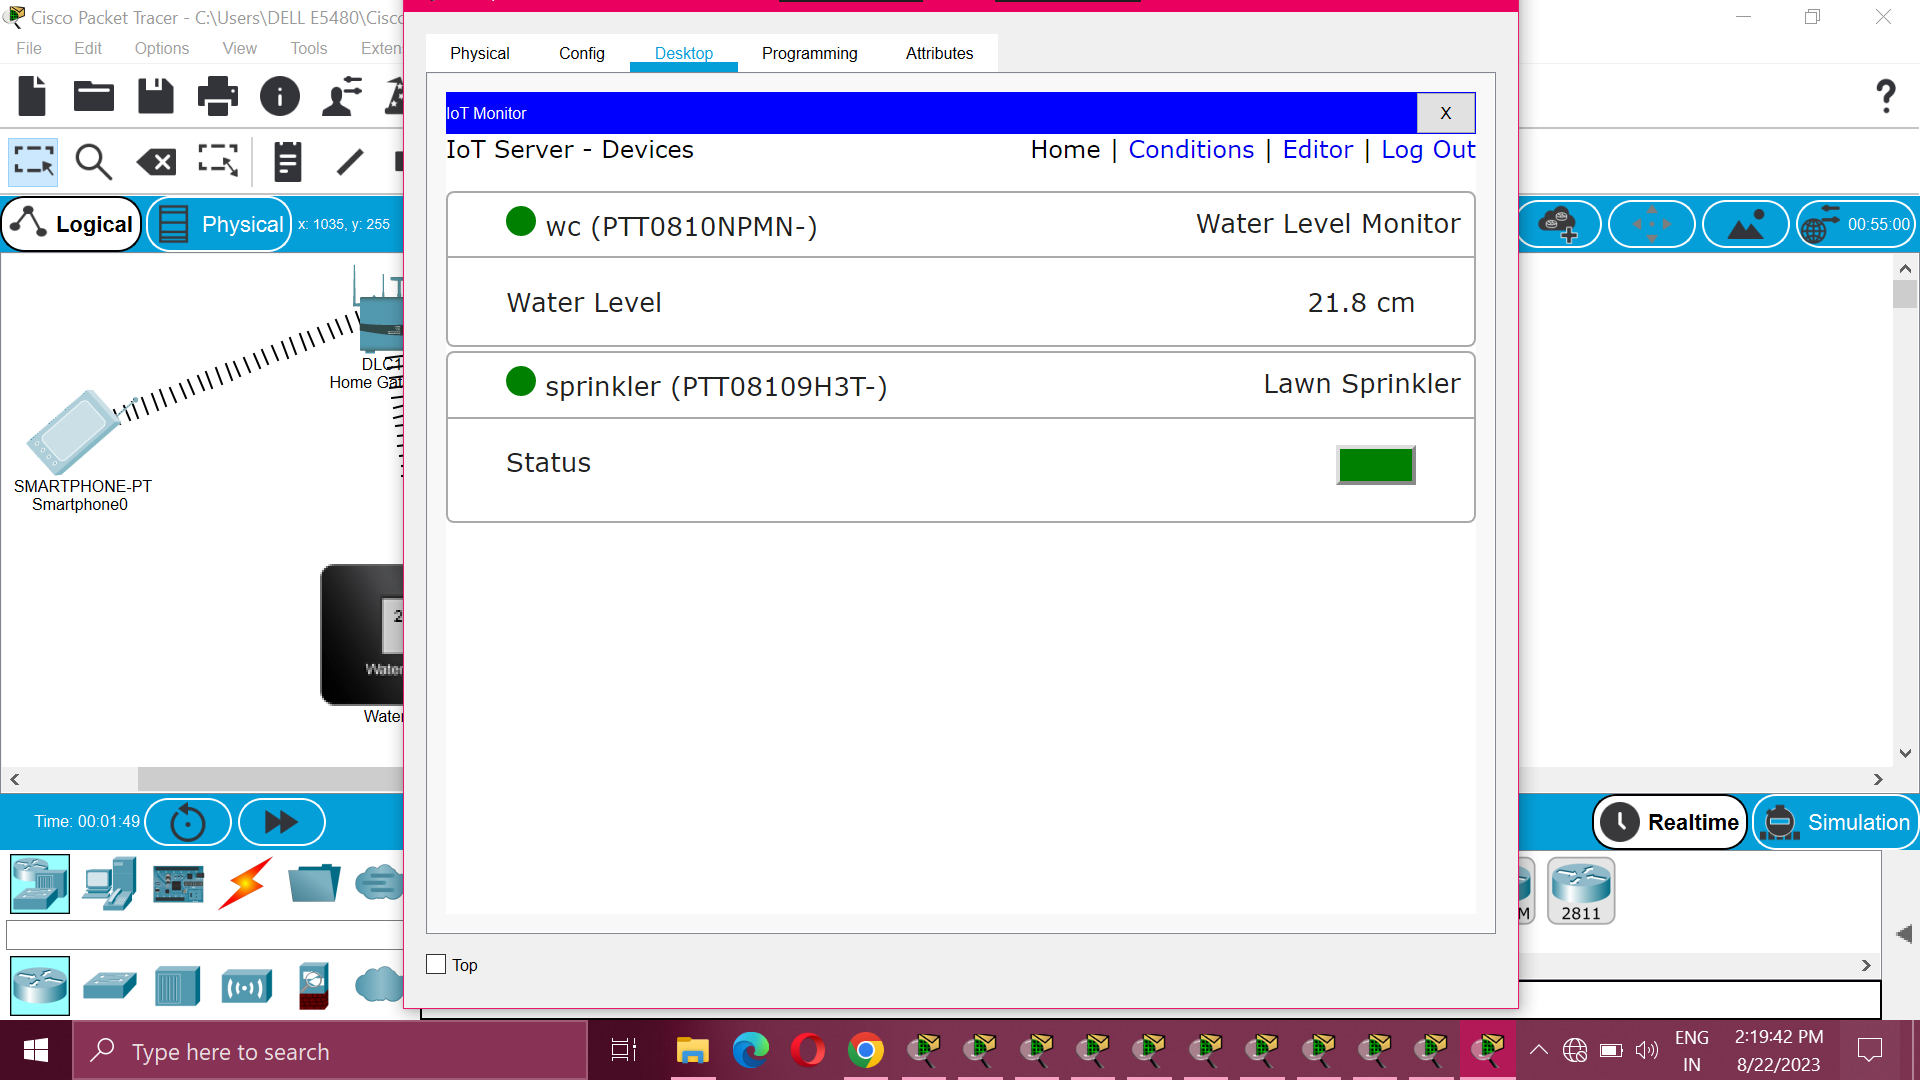 Cisco Packet Tracer - C:\Users\DELL E5480\Cisco
File Edit Options View Tools Exten
Physical Config Desktop Programming Attributes
IoT Monitor X
IoT Server - Devices Home | Conditions | Editor | Log Out
Logical Physical x: 1035, y: 255 00:55:00
wc (PTT0810NPMN-) Water Level Monitor
Water Level 21.8 cm
sprinkler (PTT08109H3T-) Lawn Sprinkler
Status
DLC1
Home Gat
SMARTPHONE-PT
Smartphone0
2
Water
Water
Time: 00:01:49 Realtime Simulation
M 2811
Top
Type here to search
ENG
IN
2:19:42 PM
8/22/2023